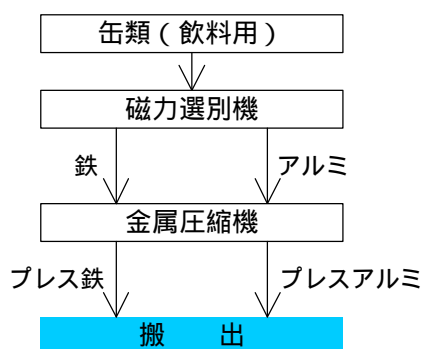 缶類（飲料用）
磁力選別機
鉄
アルミ
金属圧縮機
プレス鉄
プレスアルミ
搬　出